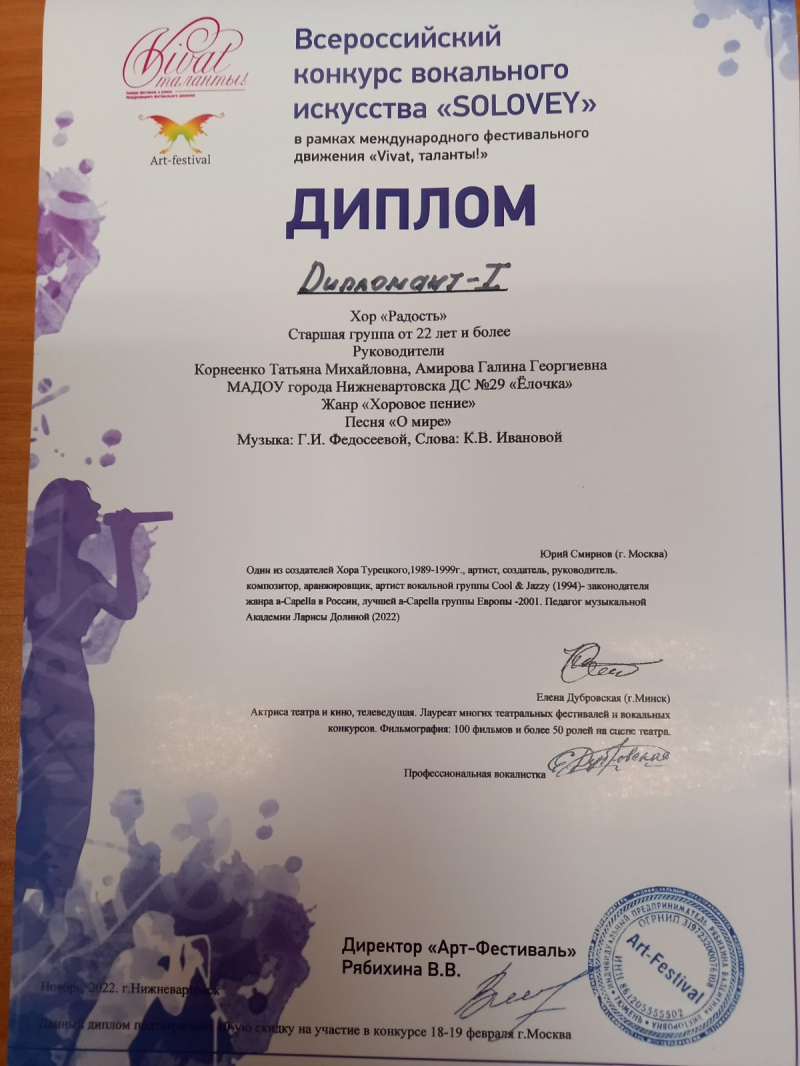 Vivat
таланты!
Art-festival
Всероссийский
конкурс вокального
искусства «SOLOVEY»
в рамках международного фестивального
движения «Vivat, таланты!»
ДИПЛОМ
Дипломант-I
Хор «Радость»
Старшая группа от 22 лет и более
Руководители
Корнеенко Татьяна Михайловна, Амирова Галина Георгиевна
МАДОУ города Нижневартовска ДС №29 «Ёлочка»
Жанр «Хоровое пение»
Песня «О мире»
Музыка: Г.И. Федосеевой, Слова: К.В. Ивановой
Юрий Смирнов (г. Москва)
Один из создателей Хора Турецкого,1989-1999г., артист, создатель, руководитель.
композитор, аранжировщик, артист вокальной группы Cool & Jazzy (1994)- законодателя
жанра a-Capella в России, лучшей a-Capella группы Европы -2001. Педагог музыкальной
Академии Ларисы Долиной (2022)
Елена Дубровская (г.Минск)
Актриса театра и кино, телеведущая. Лауреат многих театральных фестивалей и вокальных
конкурсов. Фильмография: 100 фильмов и более 50 ролей на сцене театра.
Профессиональная вокалистка
Директор «Арт-Фестиваль»
Рябихина В.В.
Art-Festival
Ноябрь, 2022. г.Нижневартовск
Данный диплом скидку на участие в конкурсе 18-19 февраля г.Москва